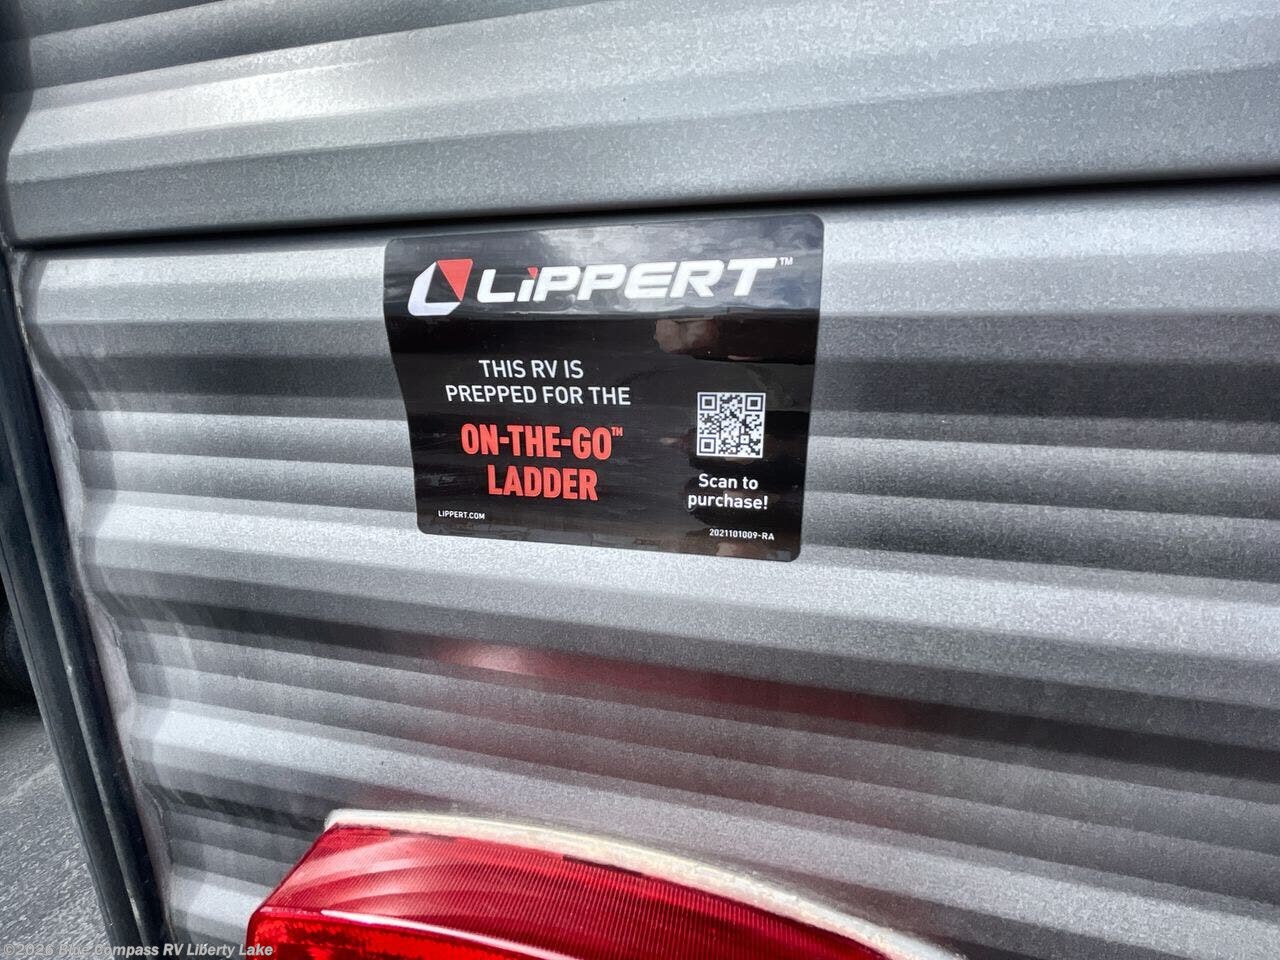 LiPPERT™
THIS RV IS
PREPPED FOR THE
ON-THE-GO™
LADDER
LIPPERT.COM
Scan to
purchase!
2021101009-RA
©2026 Blue Compass RV Liberty Lake